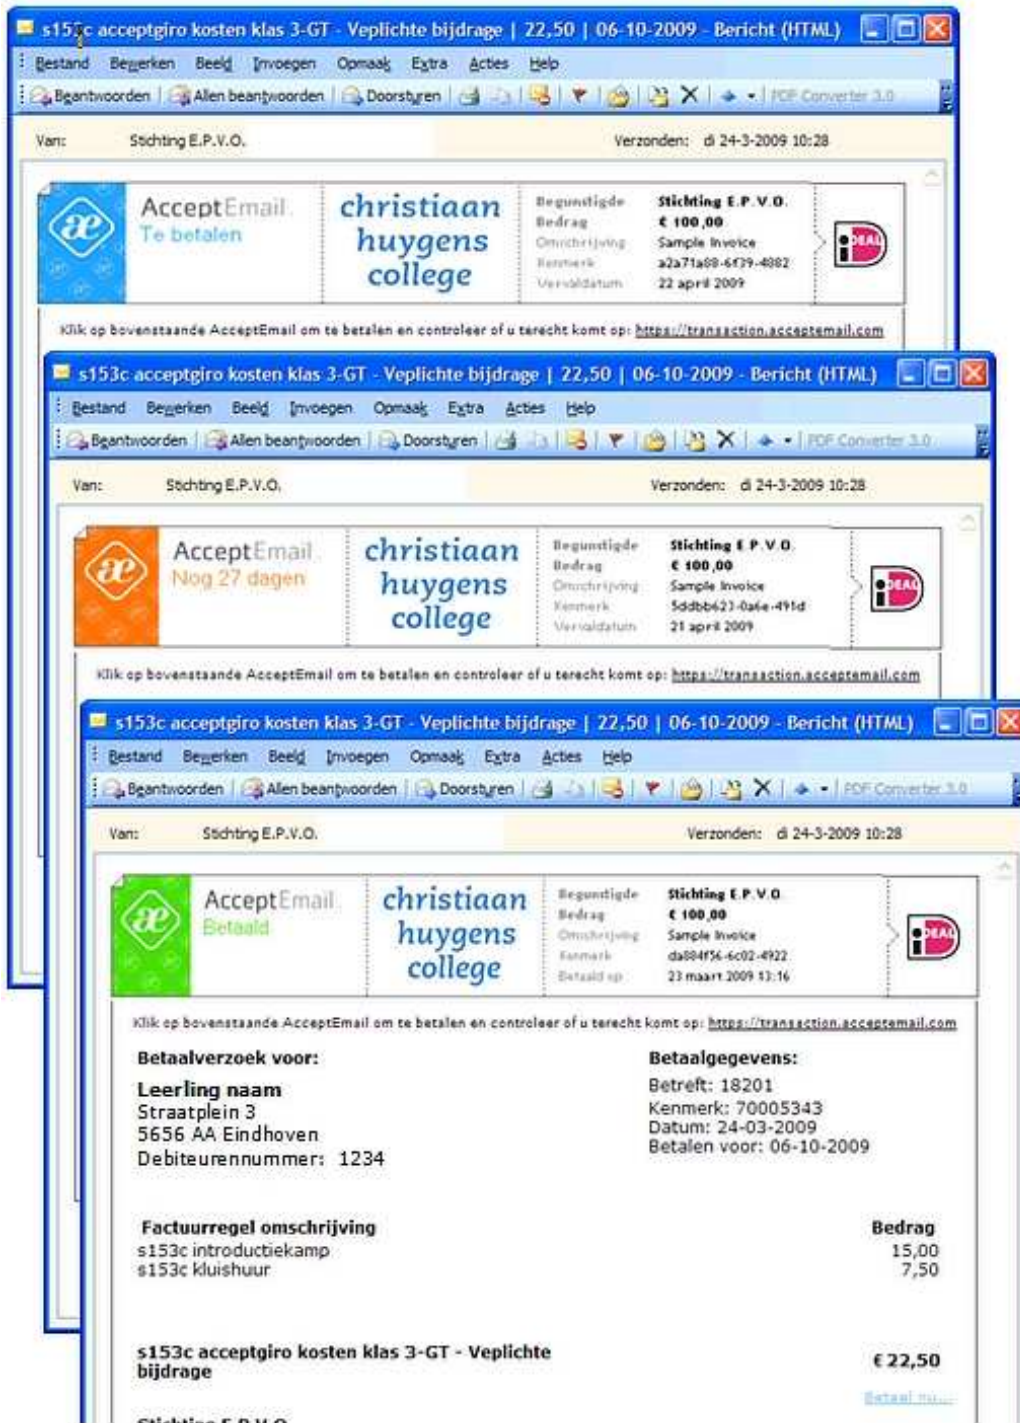 s153c acceptgiro kosten klas 3-GT - Veplichte bijdrage | 22,50 | 06-10-2009 - Bericht (HTML)
Bestand Bewerken Beeld Invoegen Opmaak Extra Acties Help
Beantwoorden Allen beantwoorden Doorsturen PDF Converter 3.0
Van: Stichting E.P.V.O. Verzonden: di 24-3-2009 10:28
AcceptEmail
Te betalen
christiaan
huygens
college
Begunstigde Stichting E.P.V.O.
Bedrag € 100,00
Omschrijving Sample Invoice
Kenmerk a2a71a88-6f39-4882
Vervaldatum 22 april 2009
iDEAL
Klik op bovenstaande AcceptEmail om te betalen en controleer of u terecht komt op: https://transaction.acceptemail.com
s153c acceptgiro kosten klas 3-GT - Veplichte bijdrage | 22,50 | 06-10-2009 - Bericht (HTML)
Bestand Bewerken Beeld Invoegen Opmaak Extra Acties Help
Beantwoorden Allen beantwoorden Doorsturen PDF Converter 3.0
Van: Stichting E.P.V.O. Verzonden: di 24-3-2009 10:28
AcceptEmail
Nog 27 dagen
christiaan
huygens
college
Begunstigde Stichting E.P.V.O.
Bedrag € 100,00
Omschrijving Sample Invoice
Kenmerk 5ddbb623-0a6e-491d
Vervaldatum 21 april 2009
iDEAL
Klik op bovenstaande AcceptEmail om te betalen en controleer of u terecht komt op: https://transaction.acceptemail.com
s153c acceptgiro kosten klas 3-GT - Veplichte bijdrage | 22,50 | 06-10-2009 - Bericht (HTML)
Bestand Bewerken Beeld Invoegen Opmaak Extra Acties Help
Beantwoorden Allen beantwoorden Doorsturen PDF Converter 3.0
Van: Stichting E.P.V.O. Verzonden: di 24-3-2009 10:28
AcceptEmail
Betaald
christiaan
huygens
college
Begunstigde Stichting E.P.V.O.
Bedrag € 100,00
Omschrijving Sample Invoice
Kenmerk da884f56-6c02-4922
Betaald op 23 maart 2009 13:16
iDEAL
Klik op bovenstaande AcceptEmail om te betalen en controleer of u terecht komt op: https://transaction.acceptemail.com
Betaalverzoek voor: Betaalgegevens:
Leerling naam Betreft: 18201
Straatplein 3 Kenmerk: 70005343
5656 AA Eindhoven Datum: 24-03-2009
Debiteurennummer: 1234 Betalen voor: 06-10-2009
Factuurregel omschrijving Bedrag
s153c introductiekamp 15,00
s153c kluishuur 7,50
s153c acceptgiro kosten klas 3-GT - Veplichte
bijdrage € 22,50
Betaal nu...
Stichting E.P.V.O.